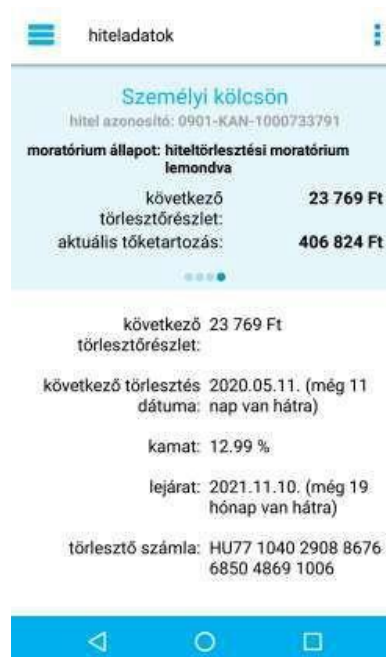 hiteladatok
Személyi kölcsön
hitel azonosító: 0901-KAN-1000733791
moratórium állapot: hiteltörlesztési moratórium
lemondva
következő 23 769 Ft
törlesztőrészlet:
aktuális tőketartozás: 406 824 Ft
következő 23 769 Ft
törlesztőrészlet:
következő törlesztés 2020.05.11. (még 11
dátuma: nap van hátra)
kamat: 12.99 %
lejárat: 2021.11.10. (még 19
hónap van hátra)
törlesztő számla: HU77 1040 2908 8676
6850 4869 1006